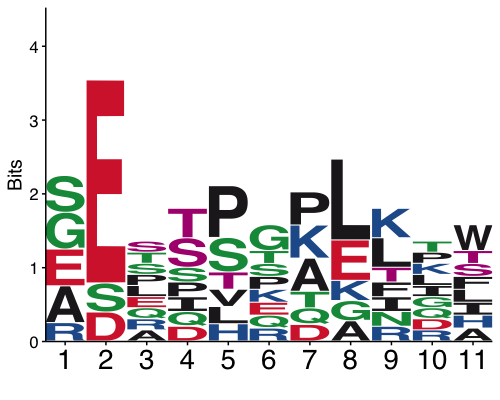 Bits
4
3
2
1
0
S G E A R
E S D
S T S P E Q R A
T S S P I Q D
P S T V L H
G T S P K E Q R
P K A T Q D
L E K G A
K L T F I N R
T P K L I G Q D R
W T S L I H A
1 2 3 4 5 6 7 8 9 10 11